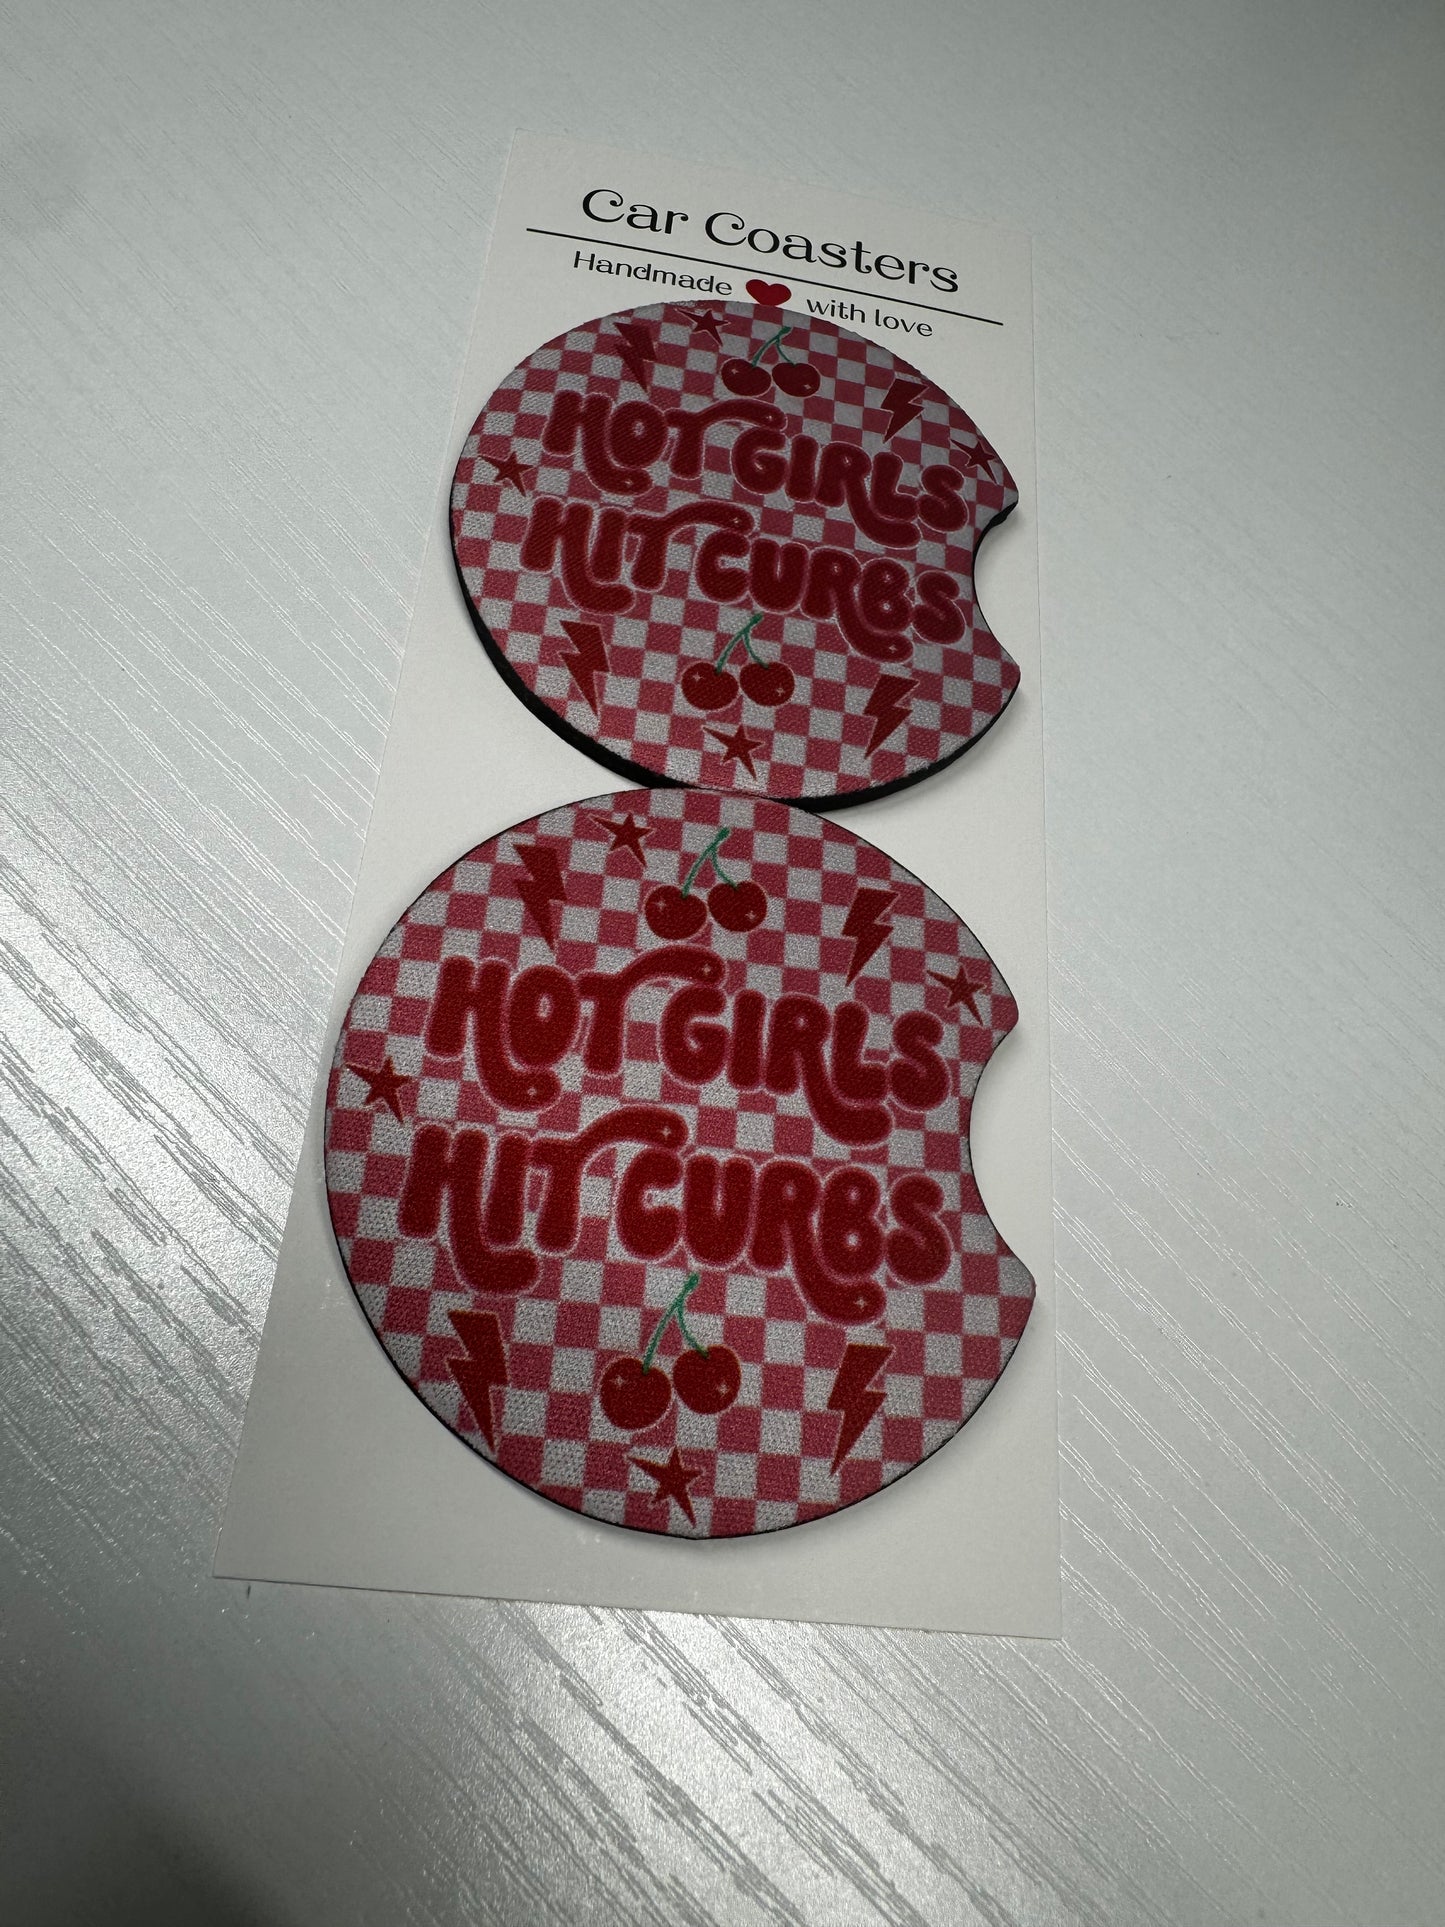 Car Coasters
Handmade ❤ with love
HOT GIRLS
HIT CURBS
HOT GIRLS
HIT CURBS